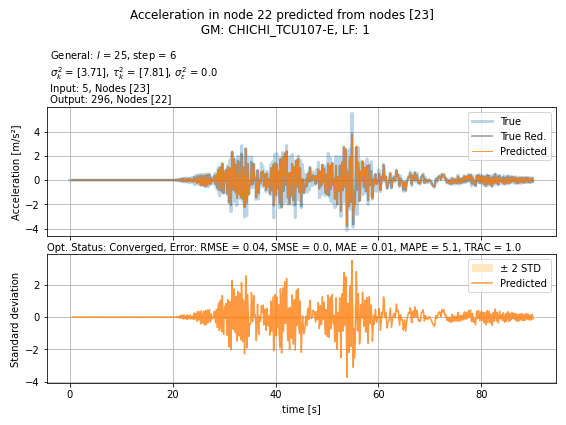 Acceleration in node 22 predicted from nodes [23]
GM: CHICHI_TCU107-E, LF: 1
General: l = 25, step = 6
σ²ₖ = [3.71], τ²ₖ = [7.81], σ²ε = 0.0
Input: 5, Nodes [23]
Output: 296, Nodes [22]
True
True Red.
Predicted
Acceleration [m/s²]
4
2
0
−2
−4
Opt. Status: Converged, Error: RMSE = 0.04, SMSE = 0.0, MAE = 0.01, MAPE = 5.1, TRAC = 1.0
± 2 STD
Predicted
Standard deviation
2
0
−2
−4
0 20 40 60 80
time [s]